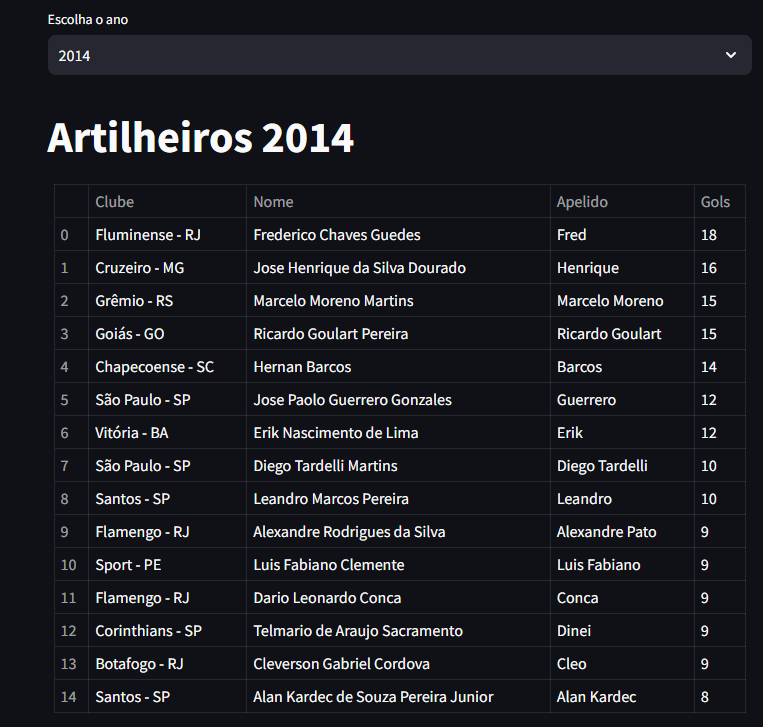 Escolha o ano
2014
Artilheiros 2014
Clube Nome Apelido Gols
0 Fluminense - RJ Frederico Chaves Guedes Fred 18
1 Cruzeiro - MG Jose Henrique da Silva Dourado Henrique 16
2 Grêmio - RS Marcelo Moreno Martins Marcelo Moreno 15
3 Goiás - GO Ricardo Goulart Pereira Ricardo Goulart 15
4 Chapecoense - SC Hernan Barcos Barcos 14
5 São Paulo - SP Jose Paolo Guerrero Gonzales Guerrero 12
6 Vitória - BA Erik Nascimento de Lima Erik 12
7 São Paulo - SP Diego Tardelli Martins Diego Tardelli 10
8 Santos - SP Leandro Marcos Pereira Leandro 10
9 Flamengo - RJ Alexandre Rodrigues da Silva Alexandre Pato 9
10 Sport - PE Luis Fabiano Clemente Luis Fabiano 9
11 Flamengo - RJ Dario Leonardo Conca Conca 9
12 Corinthians - SP Telmario de Araujo Sacramento Dinei 9
13 Botafogo - RJ Cleverson Gabriel Cordova Cleo 9
14 Santos - SP Alan Kardec de Souza Pereira Junior Alan Kardec 8